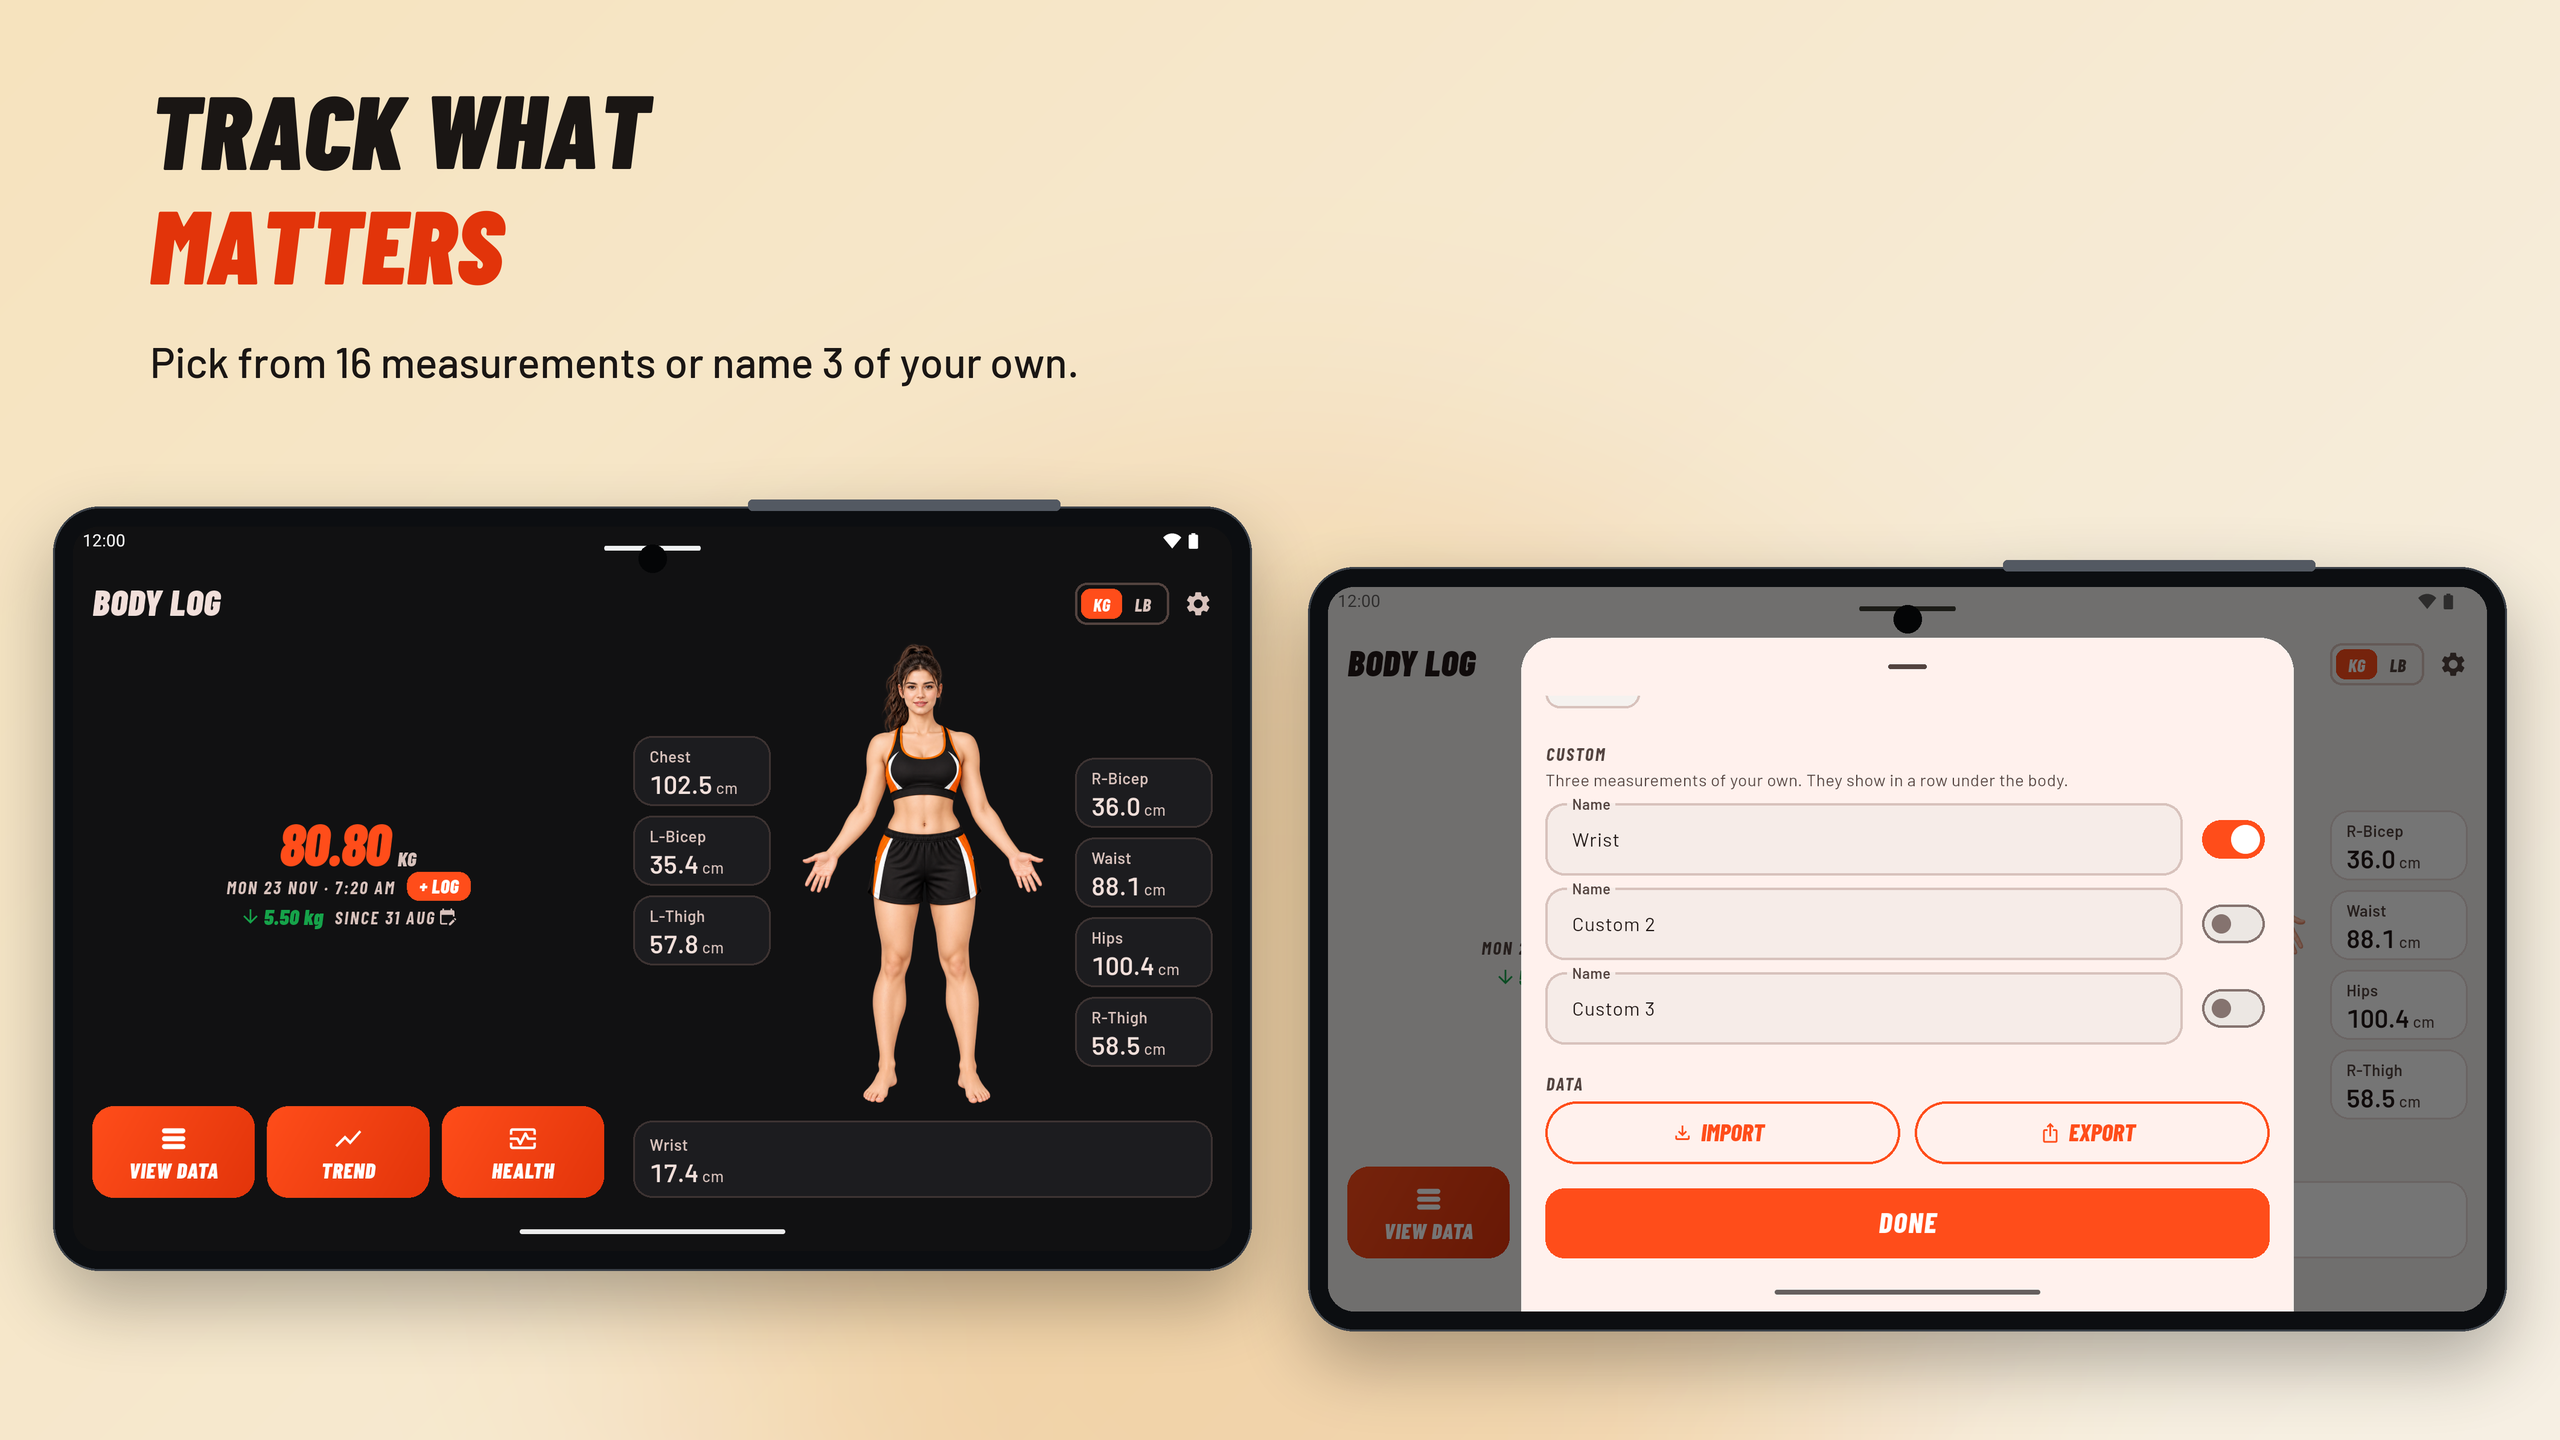 TRACK WHAT
MATTERS
Pick from 16 measurements or name 3 of your own.
12:00
BODY LOG
KG LB
80.80 KG
MON 23 NOV · 7:20 AM + LOG
5.50 kg SINCE 31 AUG
Chest
102.5 cm
L-Bicep
35.4 cm
L-Thigh
57.8 cm
R-Bicep
36.0 cm
Waist
88.1 cm
Hips
100.4 cm
R-Thigh
58.5 cm
VIEW DATA
TREND
HEALTH
Wrist
17.4 cm
12:00
BODY LOG
KG LB
MON
CUSTOM
Three measurements of your own. They show in a row under the body.
Name
Wrist
Name
Custom 2
Name
Custom 3
DATA
IMPORT
EXPORT
DONE
R-Bicep
36.0 cm
Waist
88.1 cm
Hips
100.4 cm
R-Thigh
58.5 cm
VIEW DATA